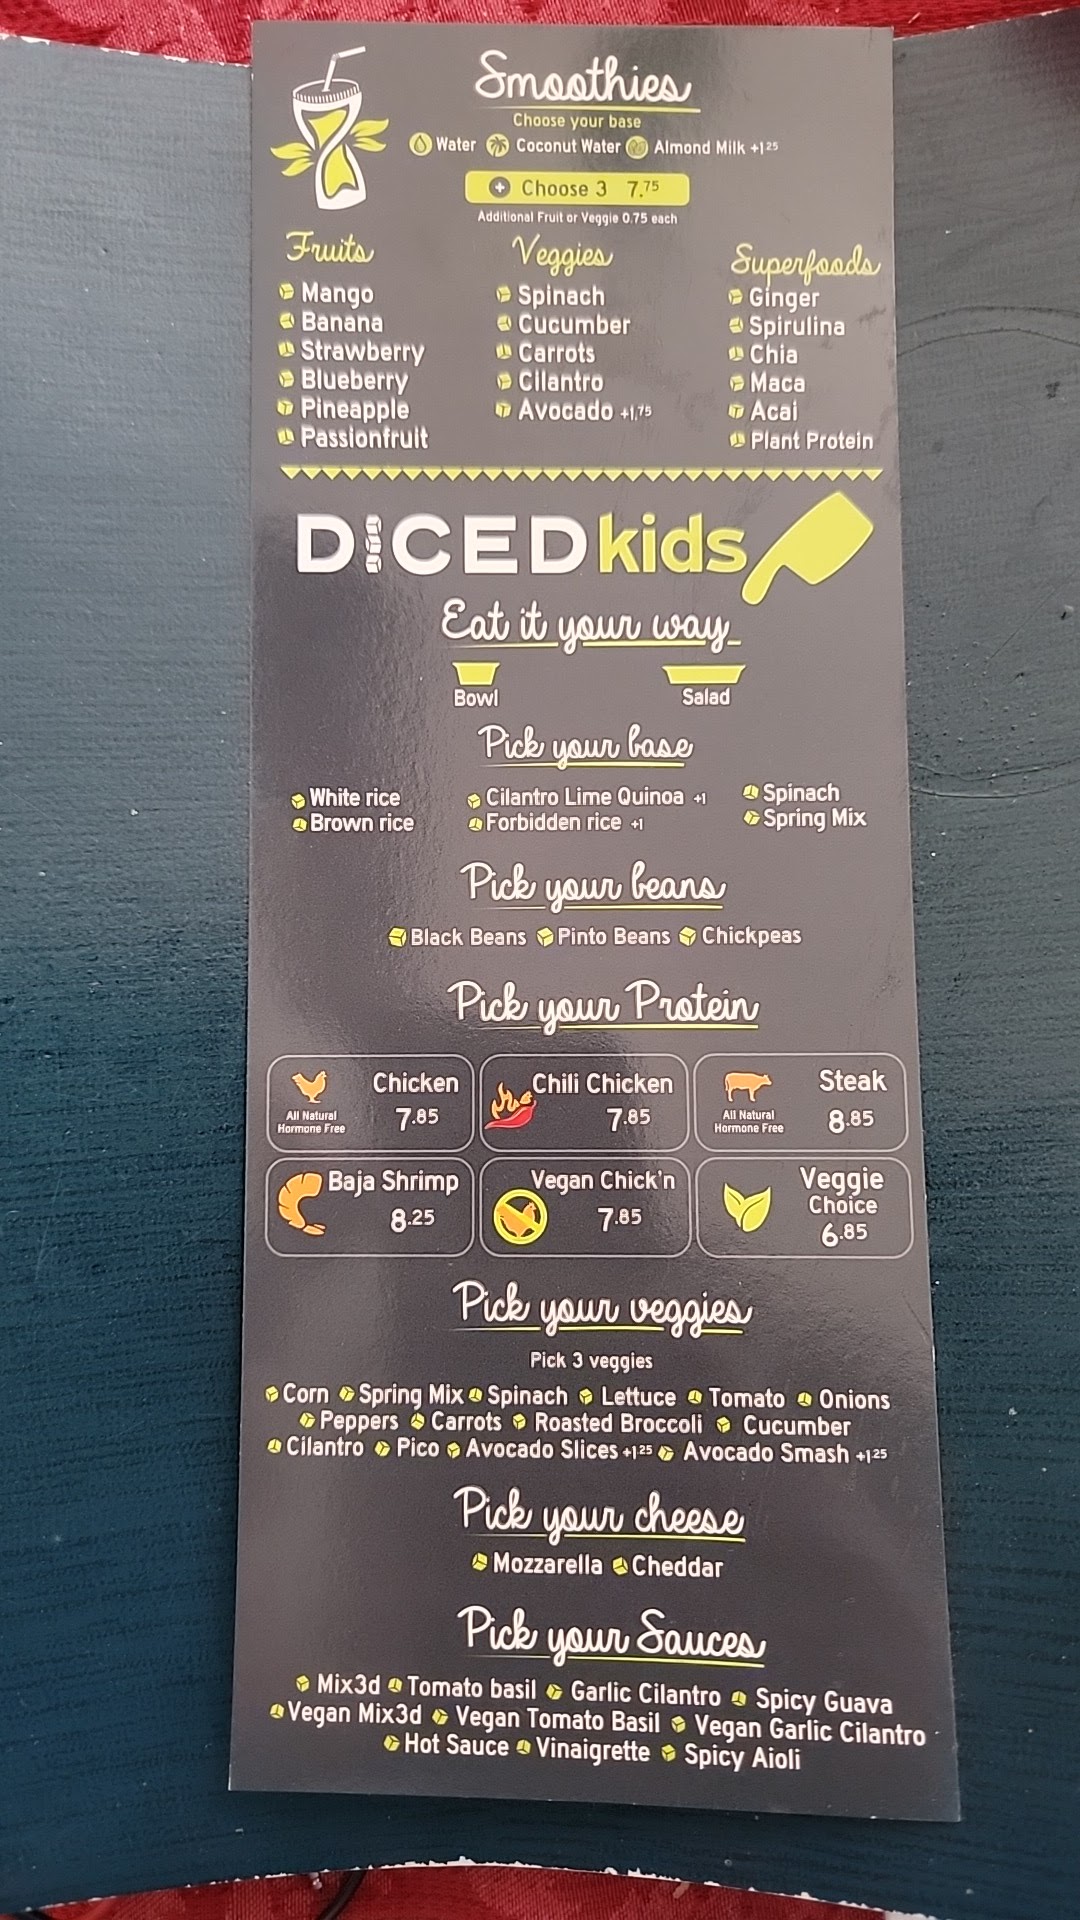 Smoothies
Choose your base
Water Coconut Water Almond Milk +1.25
+ Choose 3 7.75
Additional Fruit or Veggie 0.75 each
Fruits Veggies Superfoods
Mango Spinach Ginger
Banana Cucumber Spirulina
Strawberry Carrots Chia
Blueberry Cilantro Maca
Pineapple Avocado +1.75 Acai
Passionfruit Plant Protein
DICED kids
Eat it your way
Bowl Salad
Pick your base
White rice Cilantro Lime Quinoa +1 Spinach
Brown rice Forbidden rice +1 Spring Mix
Pick your beans
Black Beans Pinto Beans Chickpeas
Pick your Protein
Chicken
All Natural
Hormone Free
7.85
Chili Chicken
7.85
Steak
All Natural
Hormone Free
8.85
Baja Shrimp
8.25
Vegan Chick'n
7.85
Veggie
Choice
6.85
Pick your veggies
Pick 3 veggies
Corn Spring Mix Spinach Lettuce Tomato Onions
Peppers Carrots Roasted Broccoli Cucumber
Cilantro Pico Avocado Slices +1.25 Avocado Smash +1.25
Pick your cheese
Mozzarella Cheddar
Pick your Sauces
Mix3d Tomato basil Garlic Cilantro Spicy Guava
Vegan Mix3d Vegan Tomato Basil Vegan Garlic Cilantro
Hot Sauce Vinaigrette Spicy Aioli